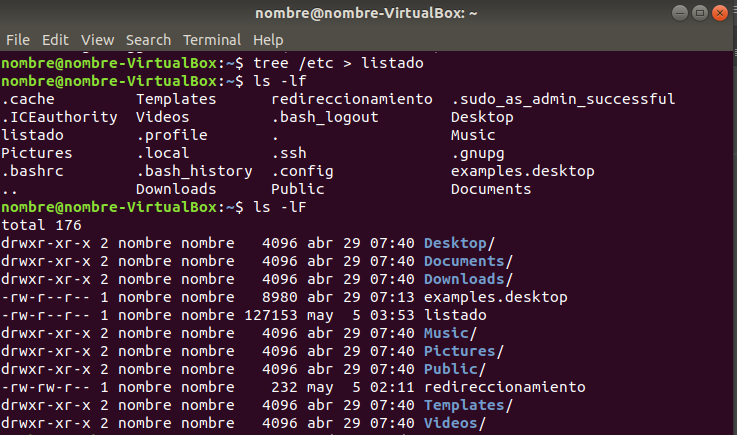 nombre@nombre-VirtualBox: ~
File Edit View Search Terminal Help
nombre@nombre-VirtualBox:~$ tree /etc > listado
nombre@nombre-VirtualBox:~$ ls -lf
.cache Templates redireccionamiento .sudo_as_admin_successful
.ICEauthority Videos .bash_logout Desktop
listado .profile . Music
Pictures .local .ssh .gnupg
.bashrc .bash_history .config examples.desktop
.. Downloads Public Documents
nombre@nombre-VirtualBox:~$ ls -lF
total 176
drwxr-xr-x 2 nombre nombre 4096 abr 29 07:40 Desktop/
drwxr-xr-x 2 nombre nombre 4096 abr 29 07:40 Documents/
drwxr-xr-x 2 nombre nombre 4096 abr 29 07:40 Downloads/
-rw-r--r-- 1 nombre nombre 8980 abr 29 07:13 examples.desktop
-rw-r--r-- 1 nombre nombre 127153 may 5 03:53 listado
drwxr-xr-x 2 nombre nombre 4096 abr 29 07:40 Music/
drwxr-xr-x 2 nombre nombre 4096 abr 29 07:40 Pictures/
drwxr-xr-x 2 nombre nombre 4096 abr 29 07:40 Public/
-rw-rw-r-- 1 nombre nombre 232 may 5 02:11 redireccionamiento
drwxr-xr-x 2 nombre nombre 4096 abr 29 07:40 Templates/
drwxr-xr-x 2 nombre nombre 4096 abr 29 07:40 Videos/